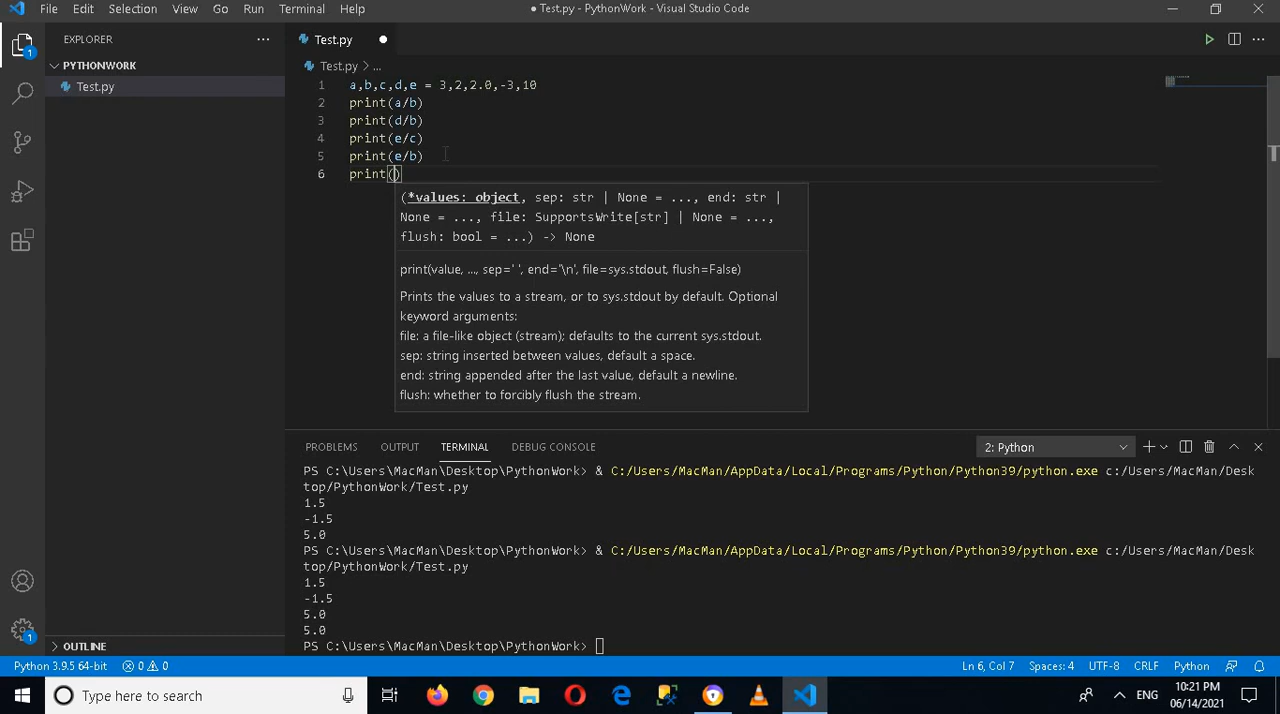 File Edit Selection View Go Run Terminal Help
● Test.py - PythonWork - Visual Studio Code
EXPLORER
PYTHONWORK
Test.py
1
Test.py ●
Test.py > ...
1 a,b,c,d,e = 3,2,2.0,-3,10
2 print(a/b)
3 print(d/b)
4 print(e/c)
5 print(e/b)
6 print()
(*values: object, sep: str | None = ..., end: str |
None = ..., file: SupportsWrite[str] | None = ...,
flush: bool = ...) -> None
print(value, ..., sep=' ', end='\n', file=sys.stdout, flush=False)
Prints the values to a stream, or to sys.stdout by default. Optional
keyword arguments:
file: a file-like object (stream); defaults to the current sys.stdout.
sep: string inserted between values, default a space.
end: string appended after the last value, default a newline.
flush: whether to forcibly flush the stream.
PROBLEMS OUTPUT TERMINAL DEBUG CONSOLE
2: Python
PS C:\Users\MacMan\Desktop\PythonWork> & C:/Users/MacMan/AppData/Local/Programs/Python/Python39/python.exe c:/Users/MacMan/Desk
top/PythonWork/Test.py
1.5
-1.5
5.0
PS C:\Users\MacMan\Desktop\PythonWork> & C:/Users/MacMan/AppData/Local/Programs/Python/Python39/python.exe c:/Users/MacMan/Desk
top/PythonWork/Test.py
1.5
-1.5
5.0
5.0
PS C:\Users\MacMan\Desktop\PythonWork>
1
OUTLINE
Python 3.9.5 64-bit 0 0
Ln 6, Col 7 Spaces: 4 UTF-8 CRLF Python
Type here to search
ENG
10:21 PM
06/14/2021